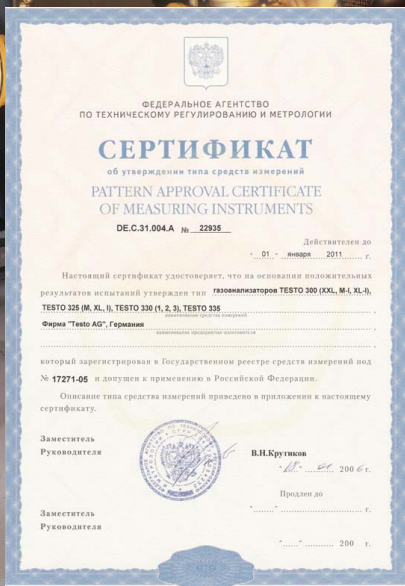 ФЕДЕРАЛЬНОЕ АГЕНТСТВО
ПО ТЕХНИЧЕСКОМУ РЕГУЛИРОВАНИЮ И МЕТРОЛОГИИ
СЕРТИФИКАТ
об утверждении типа средств измерений
PATTERN APPROVAL CERTIFICATE
OF MEASURING INSTRUMENTS
DE.C.31.004.A № 22935
Действителен до
" 01 " января 2011 г.
Настоящий сертификат удостоверяет, что на основании положительных
результатов испытаний утвержден тип газоанализаторов TESTO 300 (XXL, M-I, XL-I),
TESTO 325 (M, XL, I), TESTO 330 (1, 2, 3), TESTO 335
наименование средства измерений
Фирма "Testo AG", Германия
наименование предприятия-изготовителя
который зарегистрирован в Государственном реестре средств измерений под
№ 17271-05 и допущен к применению в Российской Федерации.
Описание типа средства измерений приведено в приложении к настоящему
сертификату.
Заместитель
Руководителя
В.Н.Крутиков
" 18 " 01 2006 г.
Продлен до
" " г.
Заместитель
Руководителя
" " 200 г.